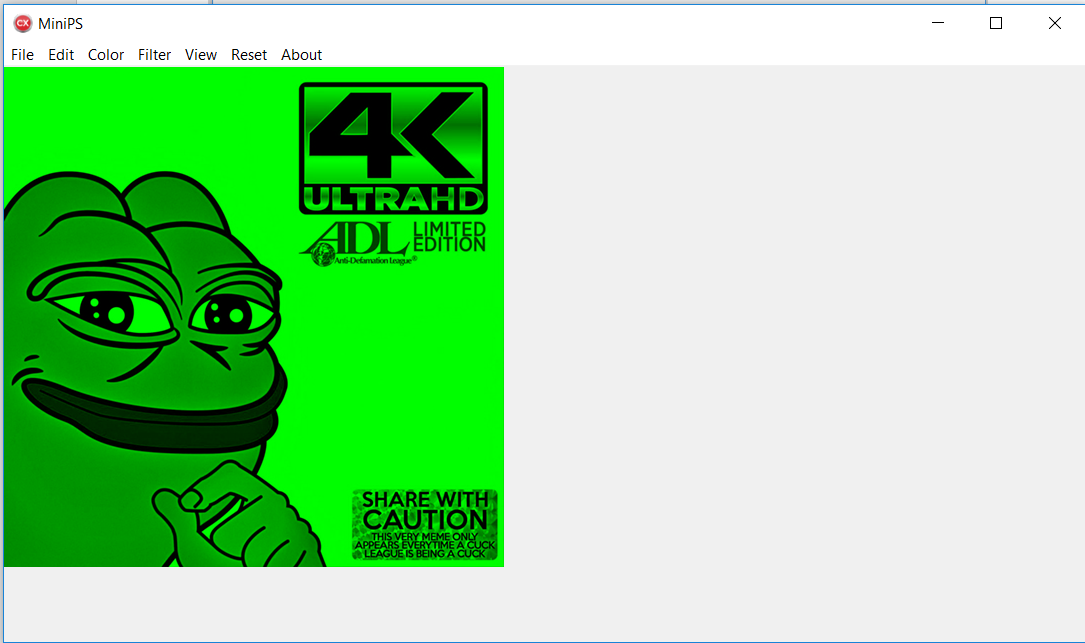 MiniPS
File Edit Color Filter View Reset About
4K
ULTRAHD
ADL
Anti-Defamation League®
LIMITED
EDITION
SHARE WITH
CAUTION
THIS VERY MEME ONLY
APPEARS EVERYTIME A CUCK
LEAGUE IS BEING A CUCK